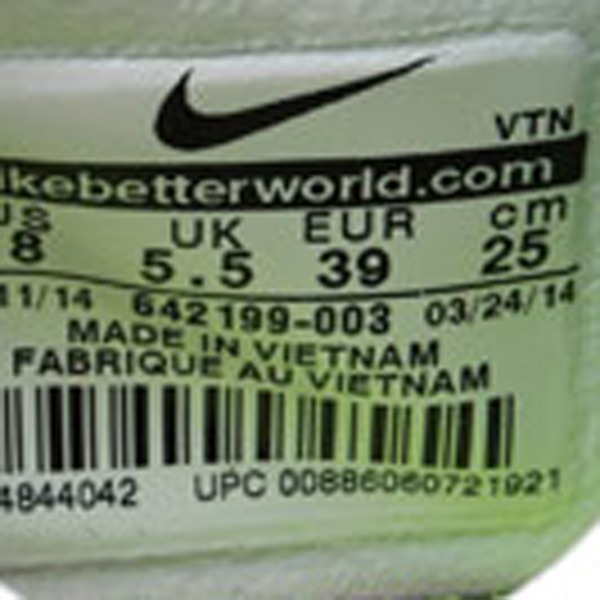 VTN
kebetterworld.com
US UK EUR cm
8 5.5 39 25
11/14 642199-003 03/24/14
MADE IN VIETNAM
FABRIQUE AU VIETNAM
4844042 UPC 00886060721921